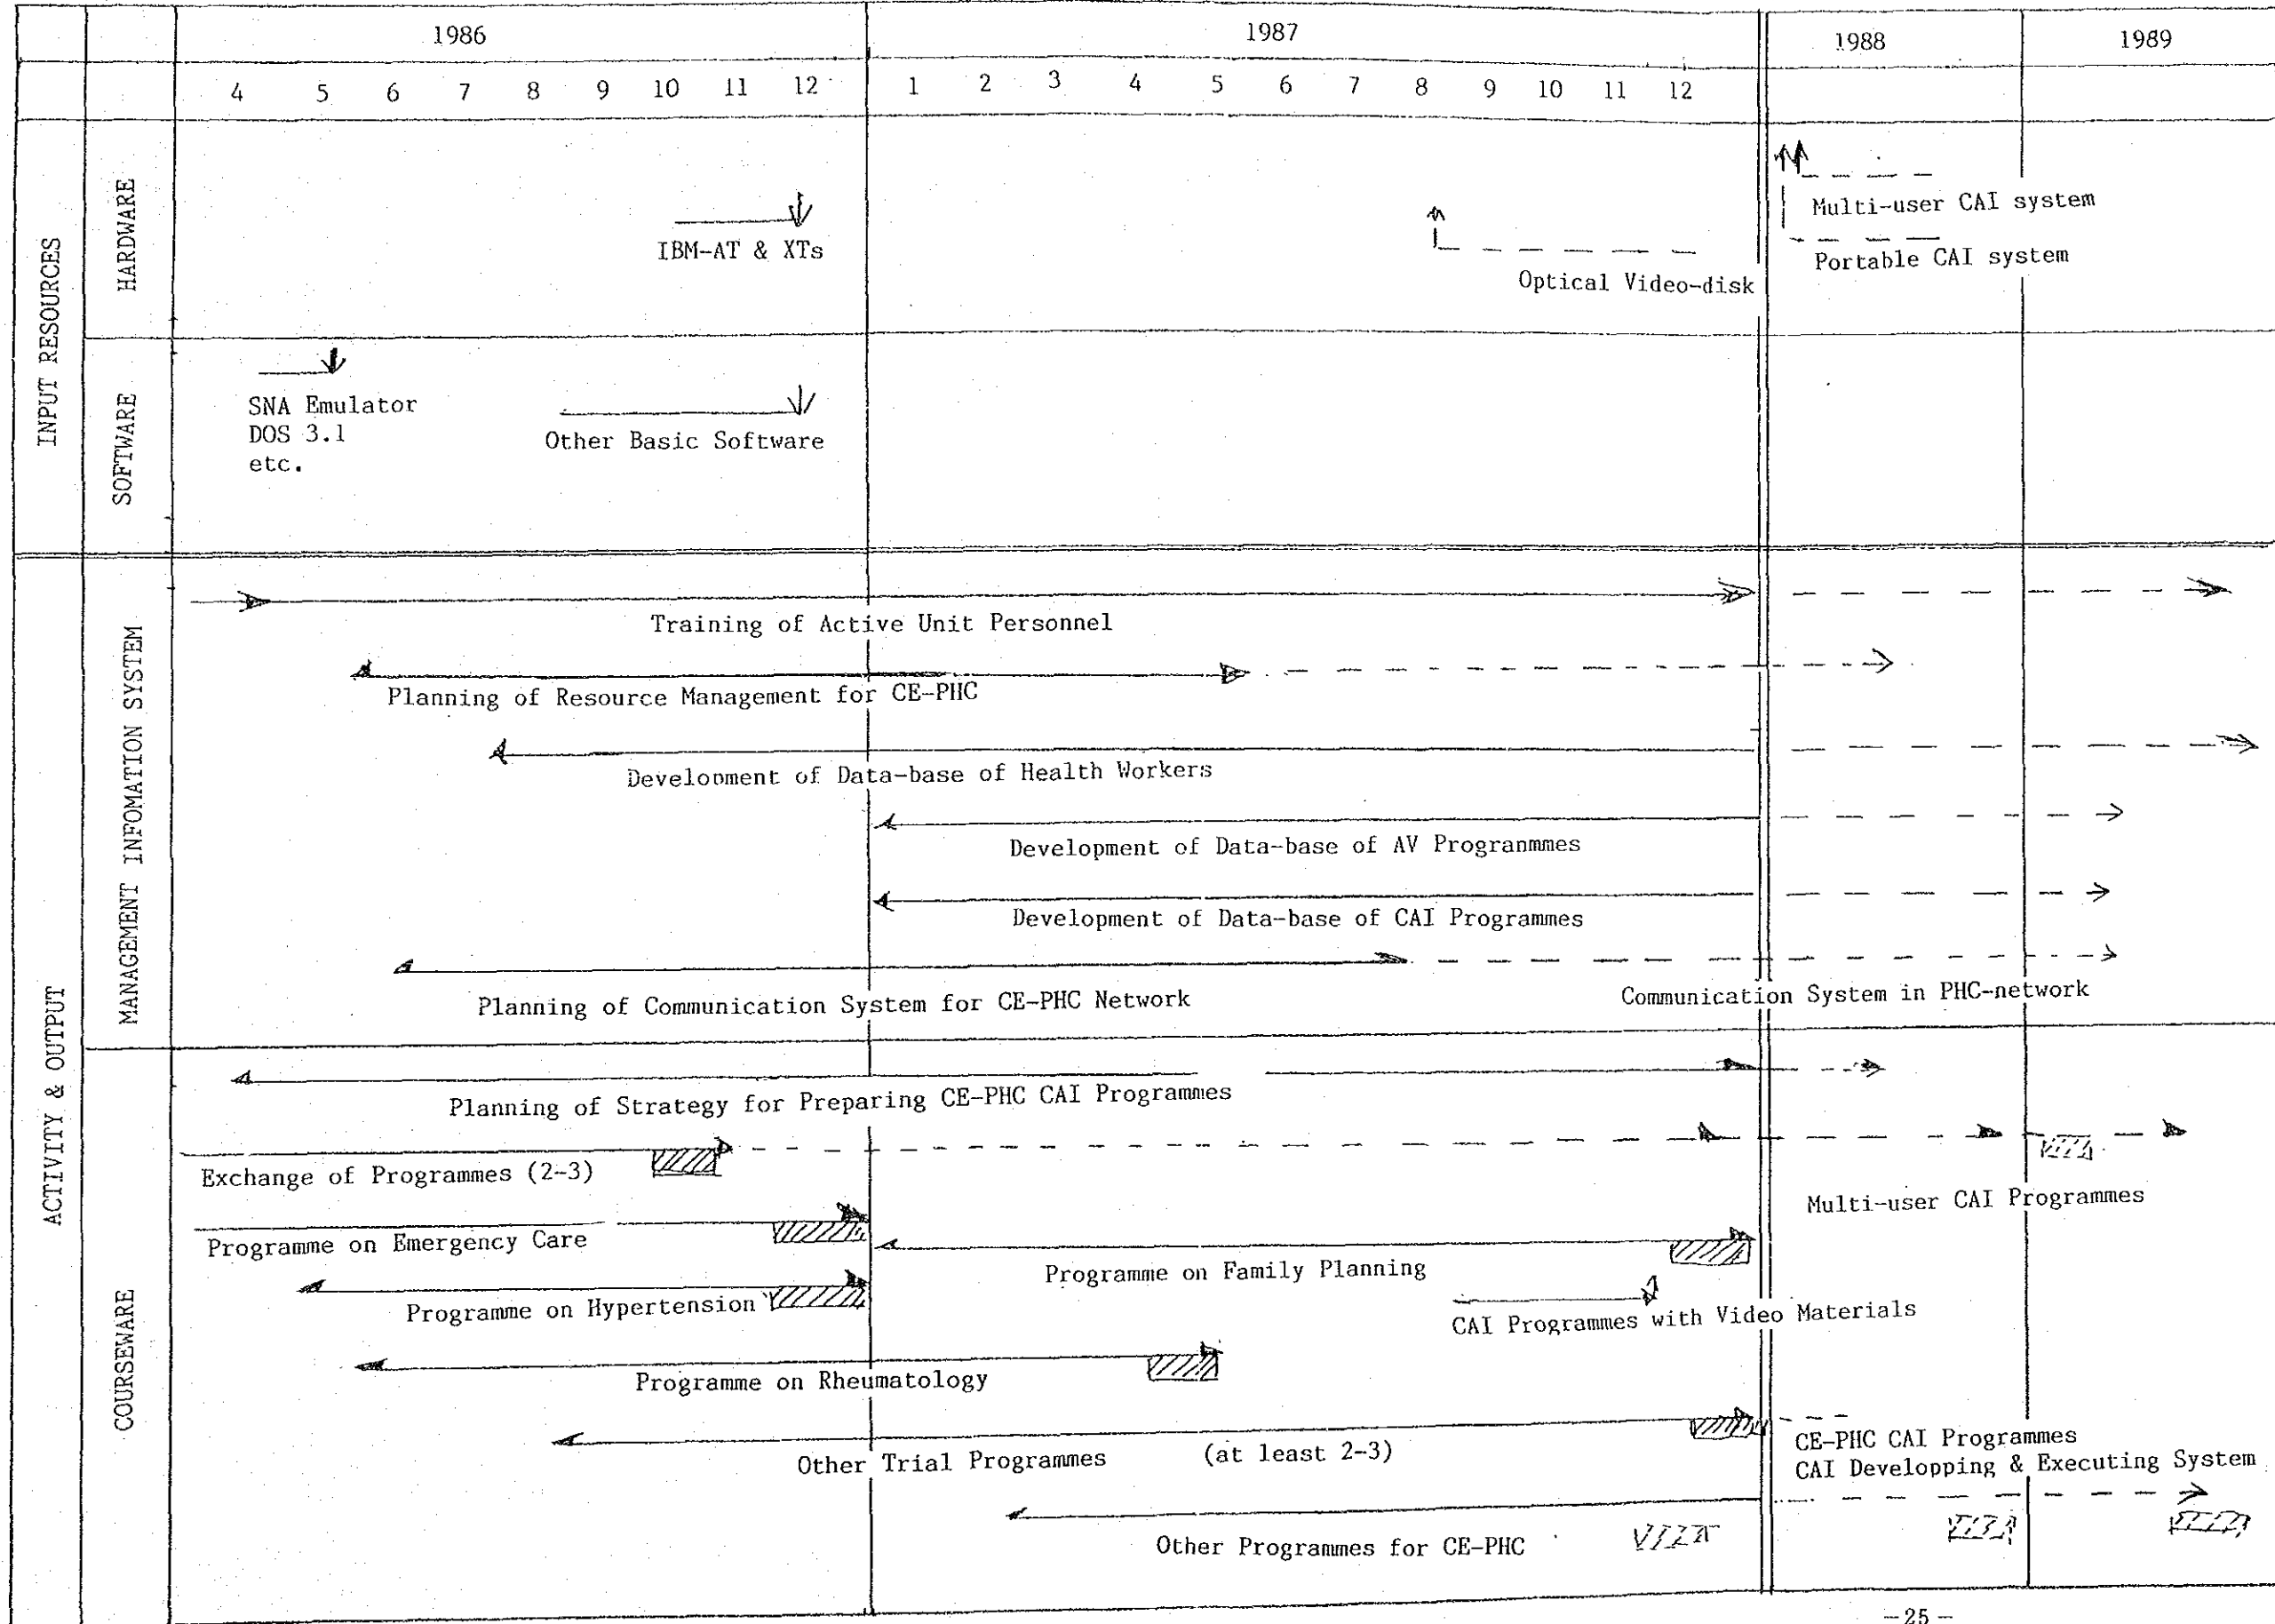 1986 1987 1988 1989
4 5 6 7 8 9 10 11 12 1 2 3 4 5 6 7 8 9 10 11 12
INPUT RESOURCES
HARDWARE
IBM-AT & XTs
Optical Video-disk
Multi-user CAI system
Portable CAI system
SOFTWARE
SNA Emulator
DOS 3.1
etc.
Other Basic Software
ACTIVITY & OUTPUT
MANAGEMENT INFOMATION SYSTEM
Training of Active Unit Personnel
Planning of Resource Management for CE-PHC
Development of Data-base of Health Workers
Development of Data-base of AV Progranmmes
Development of Data-base of CAI Programmes
Planning of Communication System for CE-PHC Network
Communication System in PHC-network
COURSEWARE
Planning of Strategy for Preparing CE-PHC CAI Programmes
Exchange of Programmes (2-3)
Multi-user CAI Programmes
Programme on Emergency Care
Programme on Family Planning
Programme on Hypertension
CAI Programmes with Video Materials
Programme on Rheumatology
Other Trial Programmes (at least 2-3)
CE-PHC CAI Programmes
CAI Developping & Executing System
Other Programmes for CE-PHC
-25-